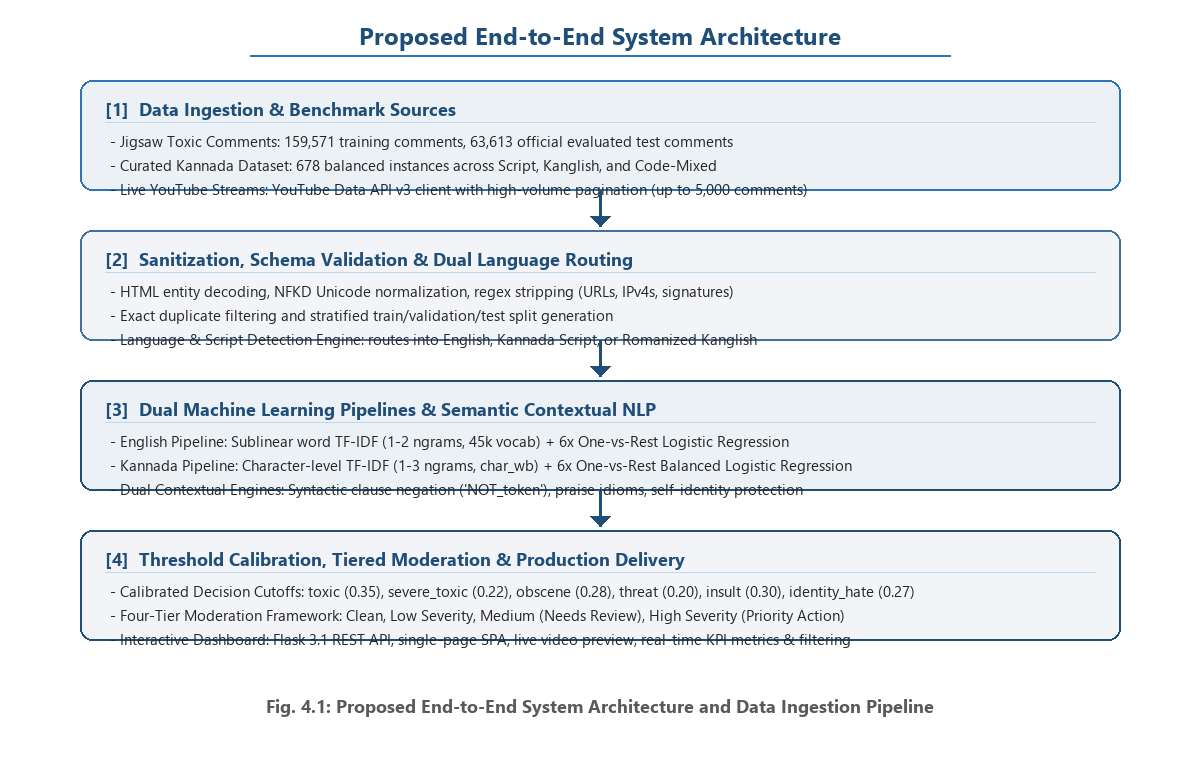 Proposed End-to-End System Architecture
[1] Data Ingestion & Benchmark Sources
- Jigsaw Toxic Comments: 159,571 training comments, 63,613 official evaluated test comments
- Curated Kannada Dataset: 678 balanced instances across Script, Kanglish, and Code-Mixed
- Live YouTube Streams: YouTube Data API v3 client with high-volume pagination (up to 5,000 comments)
[2] Sanitization, Schema Validation & Dual Language Routing
- HTML entity decoding, NFKD Unicode normalization, regex stripping (URLs, IPv4s, signatures)
- Exact duplicate filtering and stratified train/validation/test split generation
- Language & Script Detection Engine: routes into English, Kannada Script, or Romanized Kanglish
[3] Dual Machine Learning Pipelines & Semantic Contextual NLP
- English Pipeline: Sublinear word TF-IDF (1-2 ngrams, 45k vocab) + 6x One-vs-Rest Logistic Regression
- Kannada Pipeline: Character-level TF-IDF (1-3 ngrams, char_wb) + 6x One-vs-Rest Balanced Logistic Regression
- Dual Contextual Engines: Syntactic clause negation ('NOT_token'), praise idioms, self-identity protection
[4] Threshold Calibration, Tiered Moderation & Production Delivery
- Calibrated Decision Cutoffs: toxic (0.35), severe_toxic (0.22), obscene (0.28), threat (0.20), insult (0.30), identity_hate (0.27)
- Four-Tier Moderation Framework: Clean, Low Severity, Medium (Needs Review), High Severity (Priority Action)
- Interactive Dashboard: Flask 3.1 REST API, single-page SPA, live video preview, real-time KPI metrics & filtering
Fig. 4.1: Proposed End-to-End System Architecture and Data Ingestion Pipeline